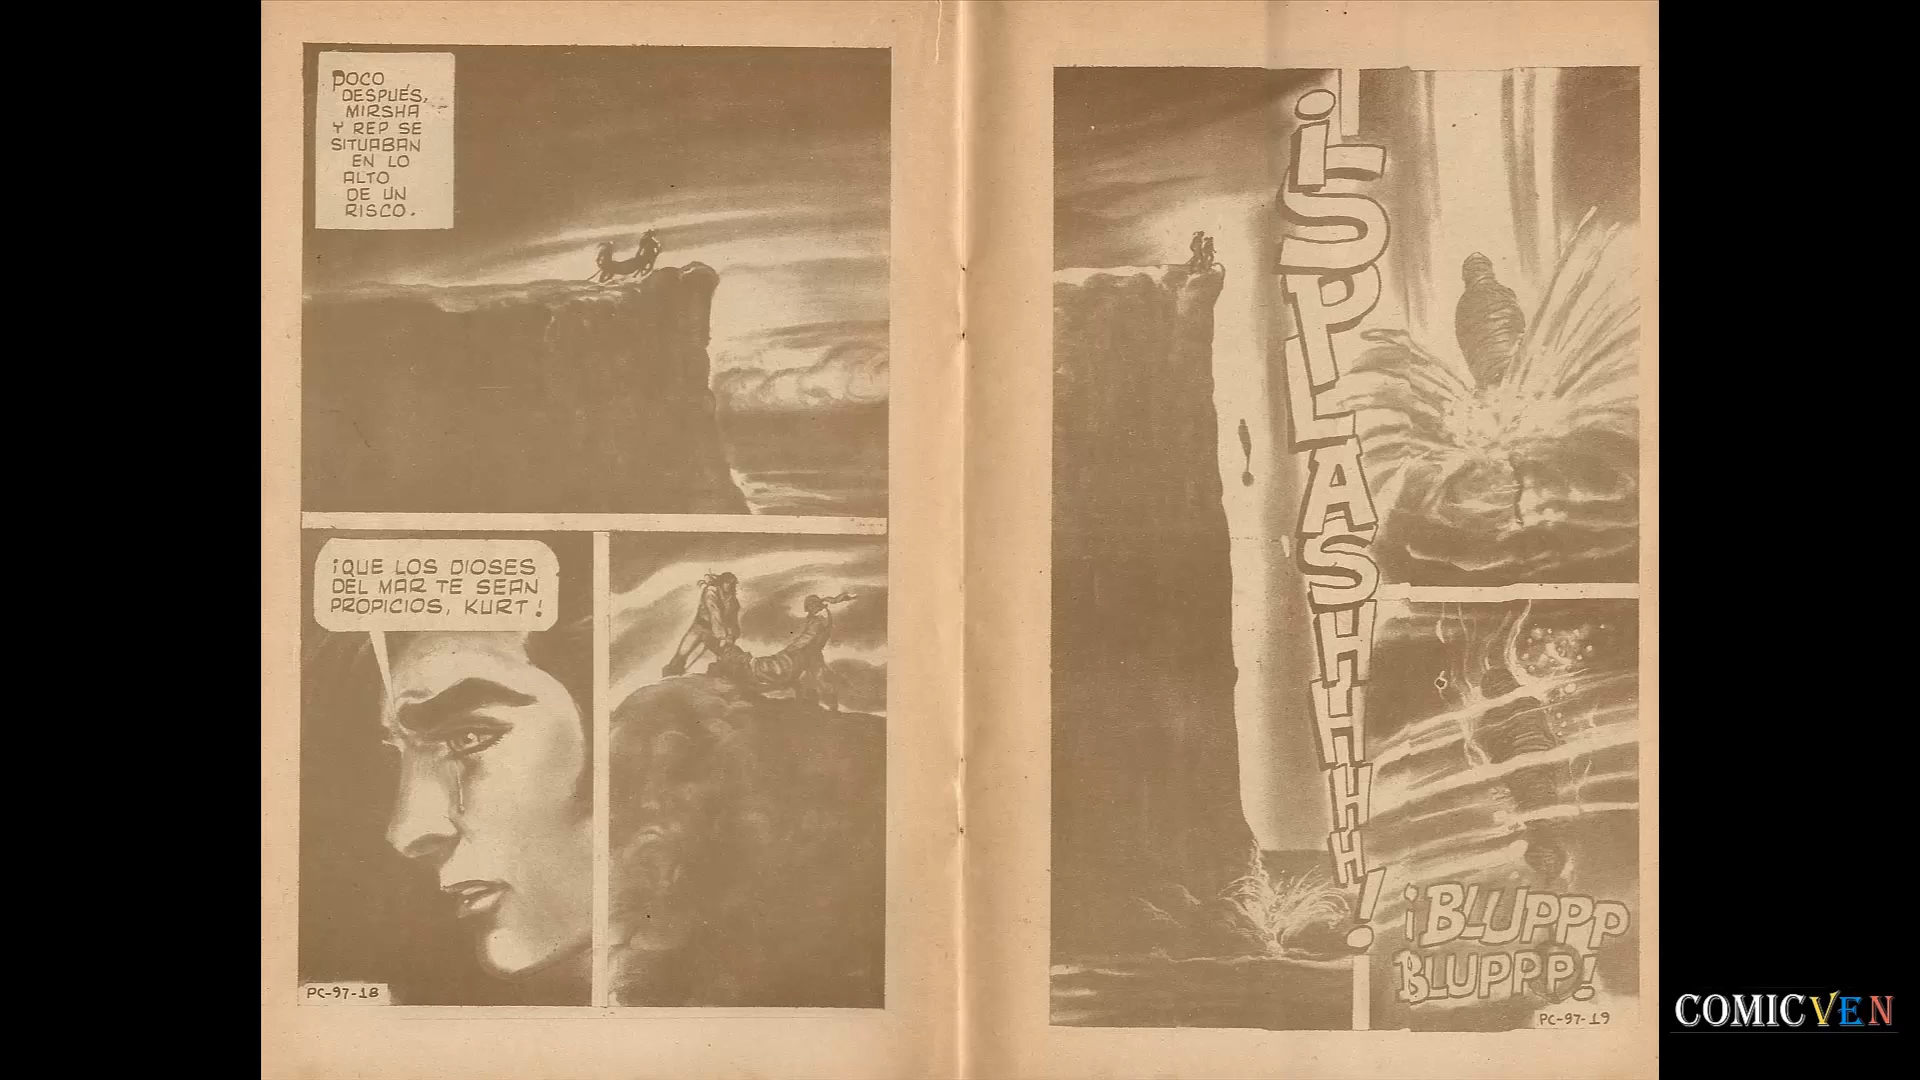 POCO
DESPUÉS,
MIRSHA
Y REP SE
SITUABAN
EN LO
ALTO
DE UN
RISCO.
¡QUE LOS DIOSES
DEL MAR TE SEAN
PROPICIOS, KURT!
PC-97-18
¡SPLASHHHHH!
¡BLUPPP
BLUPPP!
PC-97-19
COMICVEN